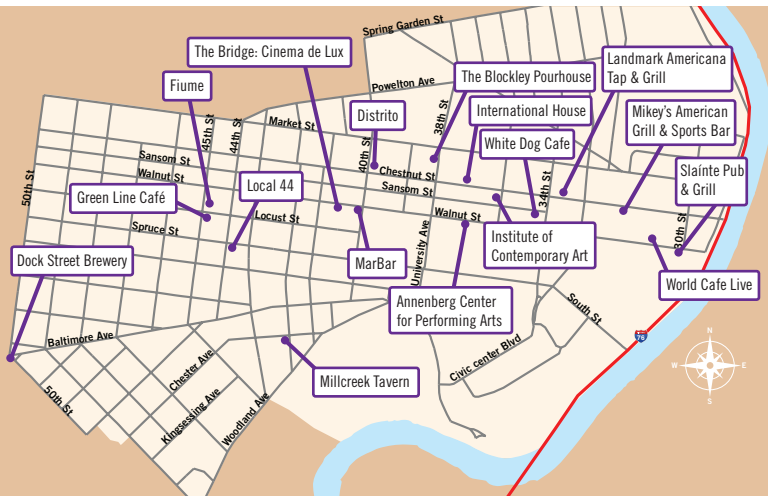 Spring Garden St
The Bridge: Cinema de Lux
Landmark Americana
Tap & Grill
The Blockley Pourhouse
Fiume
Powelton Ave
Distrito
International House
Mikey's American
Grill & Sports Bar
38th St
45th St
44th St
Market St
White Dog Cafe
40th St
Sansom St
Walnut St
Chestnut St
Sansom St
Slaínte Pub
& Grill
50th St
Green Line Café
Local 44
34th St
Locust St
Walnut St
30th St
Spruce St
University Ave
Institute of
Contemporary Art
Dock Street Brewery
MarBar
World Cafe Live
Annenberg Center
for Performing Arts
South St
Baltimore Ave
76
N
W
E
S
Civic center Blvd
Chester Ave
Millcreek Tavern
50th St
Kingsessing Ave
Woodland Ave